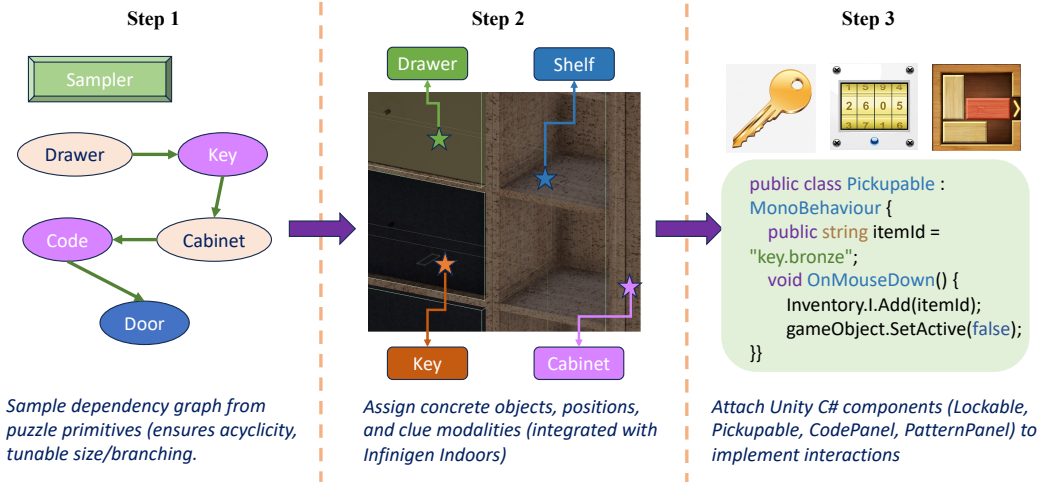 Step 1
Sampler
Drawer
Key
Code
Cabinet
Door
Sample dependency graph from
puzzle primitives (ensures acyclicity,
tunable size/branching.
Step 2
Drawer
Shelf
Key
Cabinet
Assign concrete objects, positions,
and clue modalities (integrated with
Infinigen Indoors)
Step 3
1 5 9 4
2 6 0 5
3 7 1 6
public class Pickupable :
MonoBehaviour {
public string itemId =
"key.bronze";
void OnMouseDown() {
Inventory.I.Add(itemId);
gameObject.SetActive(false);
}}
Attach Unity C# components (Lockable,
Pickupable, CodePanel, PatternPanel) to
implement interactions